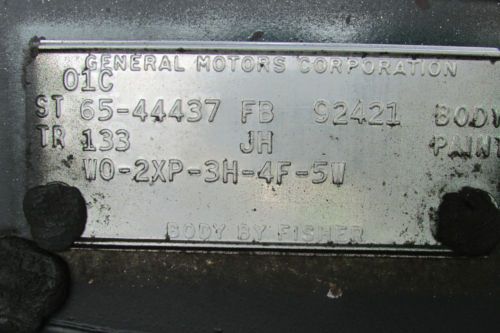 GENERAL MOTORS CORPORATION
01C
ST 65-44437 FB 92421 BODY
TR 133 JH PAINT
WO-2XP-3H-4F-5W
BODY BY FISHER